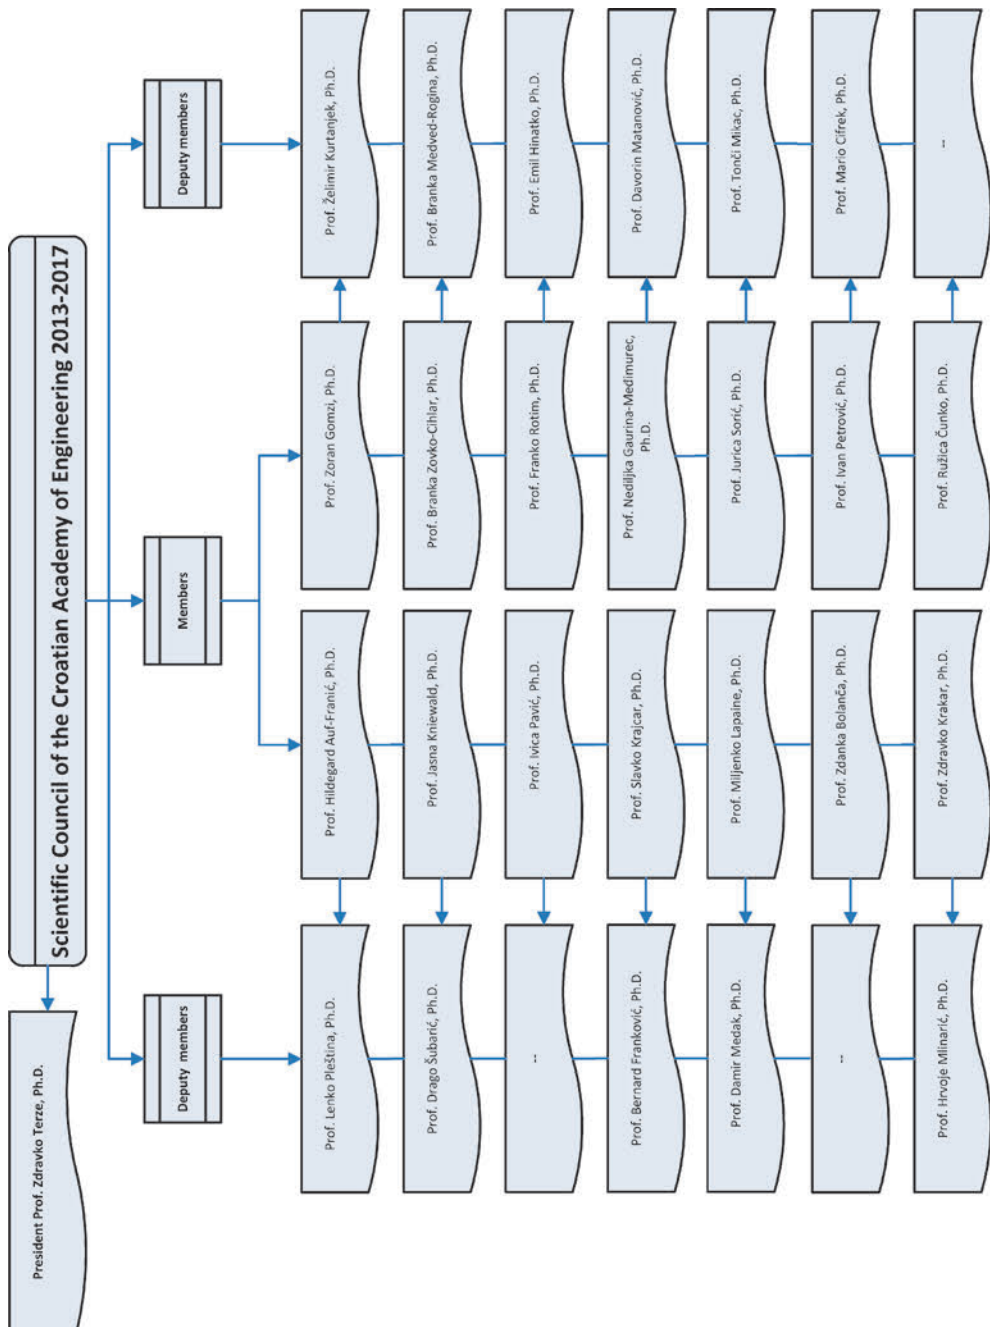 President Prof. Zdravko Terze, Ph.D.
Scientific Council of the Croatian Academy of Engineering 2013-2017
Deputy  members
Members
Deputy members
Prof. Lenko Pleština, Ph.D.
Prof. Hildegard Auf-Franić, Ph.D.
Prof. Zoran Gomzi, Ph.D.
Prof. Želimir Kurtanjek, Ph.D.
Prof. Drago Šubarić, Ph.D.
Prof. Jasna Kniewald, Ph.D.
Prof. Branka Zovko-Cihlar, Ph.D.
Prof. Branka Medved-Rogina, Ph.D.
--
Prof. Ivica Pavić, Ph.D.
Prof. Franko Rotim, Ph.D.
Prof. Emil Hinatko, Ph.D.
Prof. Bernard Franković, Ph.D.
Prof. Slavko Krajcar, Ph.D.
Prof. Nediljka Gaurina-Međimurec,
Ph.D.
Prof. Davorin Matanović, Ph.D.
Prof. Damir Medak, Ph.D.
Prof. Miljenko Lapaine, Ph.D.
Prof. Jurica Sorić, Ph.D.
Prof. Tonči Mikac, Ph.D.
--
Prof. Zdanka Bolanča, Ph.D.
Prof. Ivan Petrović, Ph.D.
Prof. Mario Cifrek, Ph.D.
Prof. Hrvoje Mlinarić, Ph.D.
Prof. Zdravko Krakar, Ph.D.
Prof. Ružica Čunko, Ph.D.
--